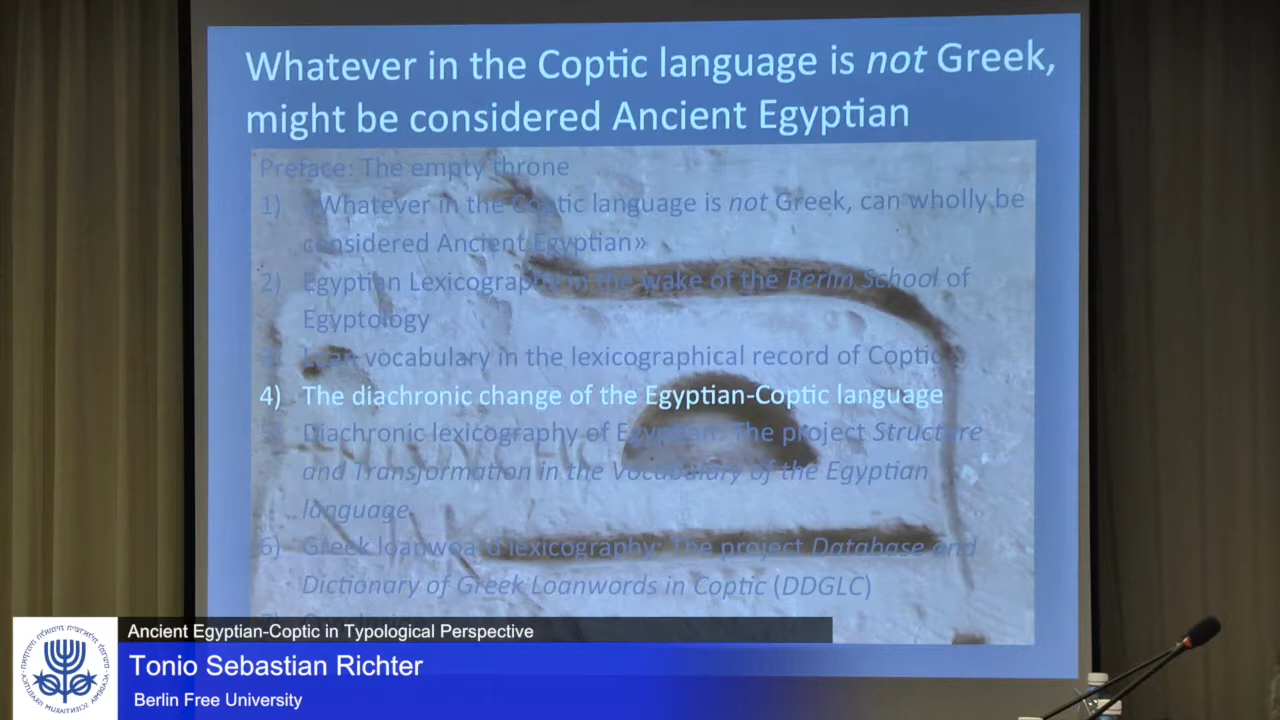 Whatever in the Coptic language is not Greek,
might be considered Ancient Egyptian
Preface: The empty throne
1) «Whatever in the Coptic language is not Greek, can wholly be
considered Ancient Egyptian»
2) Egyptian Lexicography in the wake of the Berlin School of
Egyptology
vocabulary in the lexicographical record of Coptic
4) The diachronic change of the Egyptian-Coptic language
Diachronic lexicography of Egyptian: The project Structure
and Transformation in the Vocabulary of the Egyptian
language
6) Greek loanwoard lexicography: The project Database and
Dictionary of Greek Loanwords in Coptic (DDGLC)
Ancient Egyptian-Coptic in Typological Perspective
Tonio Sebastian Richter
Berlin Free University